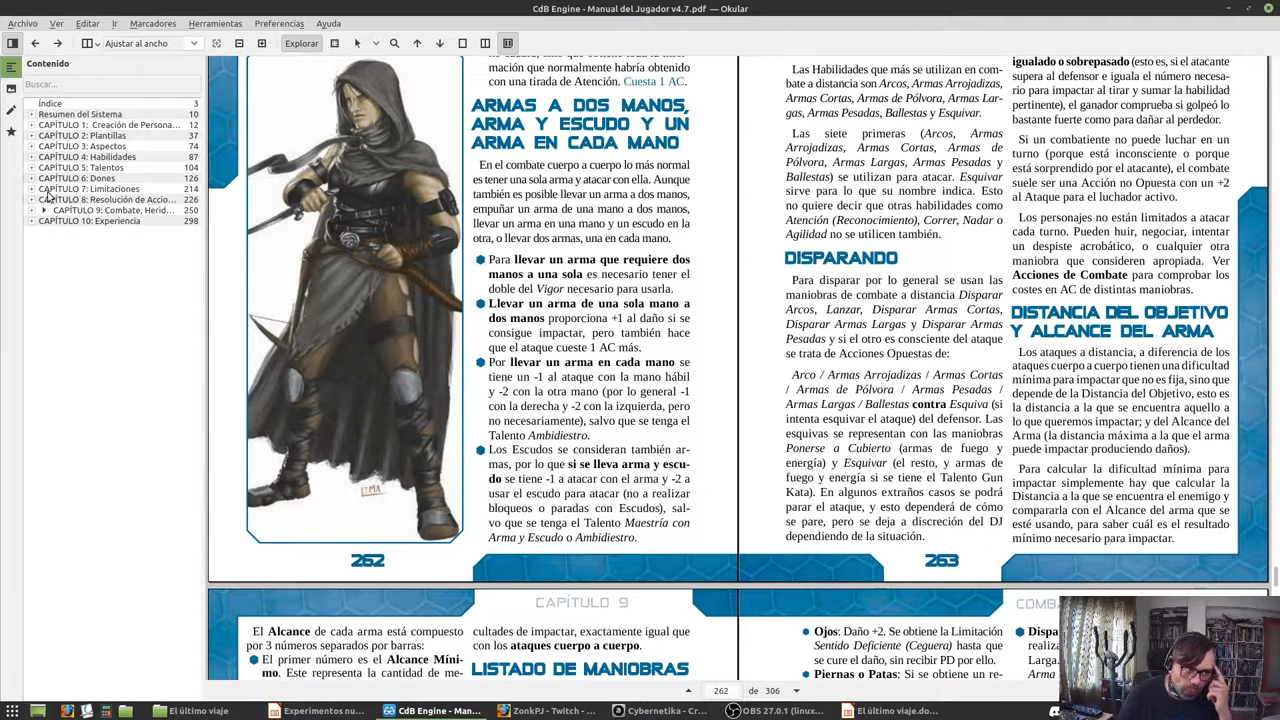 CdB Engine - Manual del Jugador v4.7.pdf — Okular
Archivo Ver Editar Ir Marcadores Herramientas Preferencias Ayuda
Ajustar al ancho
Explorar
Contenido
Buscar...
Índice 3
Resumen del Sistema 10
CAPÍTULO 1: Creación de Persona... 12
CAPÍTULO 2: Plantillas 37
CAPÍTULO 3: Aspectos 74
CAPÍTULO 4: Habilidades 87
CAPÍTULO 5: Talentos 104
CAPÍTULO 6: Dones 126
CAPÍTULO 7: Limitaciones 214
CAPÍTULO 8: Resolución de Accio... 226
CAPÍTULO 9: Combate, Herid... 250
CAPÍTULO 10: Experiencia 298
LEMA
mación que normalmente habría obtenido
con una tirada de Atención. Cuesta 1 AC.
ARMAS A DOS MANOS,
ARMA Y ESCUDO Y UN
ARMA EN CADA MANO
En el combate cuerpo a cuerpo lo más normal
es tener una sola arma y atacar con ella. Aunque
también es posible llevar un arma a dos manos,
empuñar un arma de una mano a dos manos,
llevar un arma en una mano y un escudo en la
otra, o llevar dos armas, una en cada mano.
Para llevar un arma que requiere dos
manos a una sola es necesario tener el
doble del Vigor necesario para usarla.
Llevar un arma de una sola mano a
dos manos proporciona +1 al daño si se
consigue impactar, pero también hace
que el ataque cueste 1 AC más.
Por llevar un arma en cada mano se
tiene un -1 al ataque con la mano hábil
y -2 con la otra mano (por lo general -1
con la derecha y -2 con la izquierda, pero
no necesariamente), salvo que se tenga el
Talento Ambidiestro.
Los Escudos se consideran también ar-
mas, por lo que si se lleva arma y escu-
do se tiene -1 a atacar con el arma y -2 a
usar el escudo para atacar (no a realizar
bloqueos o paradas con Escudos), sal-
vo que se tenga el Talento Maestría con
Arma y Escudo o Ambidiestro.
262
Las Habilidades que más se utilizan en com-
bate a distancia son Arcos, Armas Arrojadizas,
Armas Cortas, Armas de Pólvora, Armas Lar-
gas, Armas Pesadas, Ballestas y Esquivar.
Las siete primeras (Arcos, Armas
Arrojadizas, Armas Cortas, Armas de
Pólvora, Armas Largas, Armas Pesadas y
Ballestas) se utilizan para atacar. Esquivar
sirve para lo que su nombre indica. Esto
no quiere decir que otras habilidades como
Atención (Reconocimiento), Correr, Nadar o
Agilidad no se utilicen también.
DISPARANDO
Para disparar por lo general se usan las
maniobras de combate a distancia Disparar
Arcos, Lanzar, Disparar Armas Cortas,
Disparar Armas Largas y Disparar Armas
Pesadas y si el otro es consciente del ataque
se trata de Acciones Opuestas de:
Arco / Armas Arrojadizas / Armas Cortas
/ Armas de Pólvora / Armas Pesadas /
Armas Largas / Ballestas contra Esquiva (si
intenta esquivar el ataque) del defensor. Las
esquivas se representan con las maniobras
Ponerse a Cubierto (armas de fuego y
energía) y Esquivar (el resto, y armas de
fuego y energía si se tiene el Talento Gun
Kata). En algunos extraños casos se podrá
parar el ataque, y esto dependerá de cómo
se pare, pero se deja a discreción del DJ
dependiendo de la situación.
263
igualado o sobrepasado (esto es, si el atacante
supera al defensor e iguala el número necesa-
rio para impactar al tirar y sumar la habilidad
pertinente), el ganador comprueba si golpeó lo
bastante fuerte como para dañar al perdedor.
Si un combatiente no puede luchar en un
turno (porque está inconsciente o porque
está sorprendido por el atacante), el combate
suele ser una Acción no Opuesta con un +2
al Ataque para el luchador activo.
Los personajes no están limitados a atacar
cada turno. Pueden huir, negociar, intentar
un despiste acrobático, o cualquier otra
maniobra que consideren apropiada. Ver
Acciones de Combate para comprobar los
costes en AC de distintas maniobras.
DISTANCIA DEL OBJETIVO
Y ALCANCE DEL ARMA
Los ataques a distancia, a diferencia de los
ataques cuerpo a cuerpo tienen una dificultad
mínima para impactar que no es fija, sino que
depende de la Distancia del Objetivo, esto es
la distancia a la que se encuentra aquello a
lo que queremos impactar; y del Alcance del
Arma (la distancia máxima a la que el arma
puede impactar produciendo daños).
Para calcular la dificultad mínima para
impactar simplemente hay que calcular la
Distancia a la que se encuentra el enemigo y
compararla con el Alcance del arma que se
esté usando, para saber cuál es el resultado
mínimo necesario para impactar.
CAPÍTULO 9
El Alcance de cada arma está compuesto
por 3 números separados por barras:
El primer número es el Alcance Míni-
mo. Este representa la cantidad de me-
cultades de impactar, exactamente igual que
con los ataques cuerpo a cuerpo.
LISTADO DE MANIOBRAS
COMB
Ojos: Daño +2. Se obtiene la Limitación
Sentido Deficiente (Ceguera) hasta que
se cure el daño, sin recibir PD por ello.
Piernas o Patas: Si se obtiene un re-
Dispa
realiza
Larga.
Arma
262 de 306
El último viaje
Experimentos nu...
CdB Engine - Man...
ZonkPJ - Twitch - ...
Cybernetika - Cr...
OBS 27.0.1 (linux...
El último viaje.do...